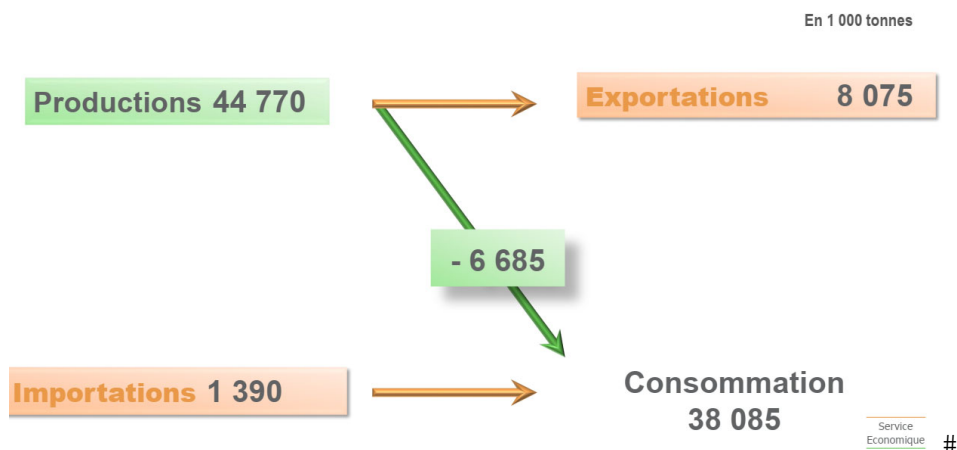 En 1 000 tonnes
Productions 44 770
Exportations 8 075
- 6 685
Importations 1 390
Consommation
38 085
Service
Economique
#